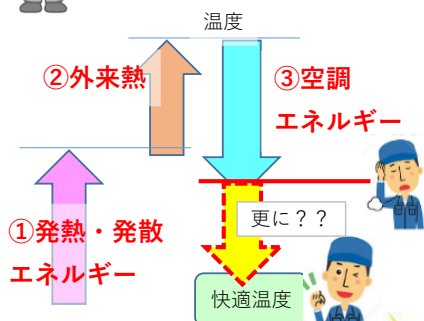 温度
②外来熱
③空調
エネルギー
更に？？
①発熱・発散
エネルギー
快適温度